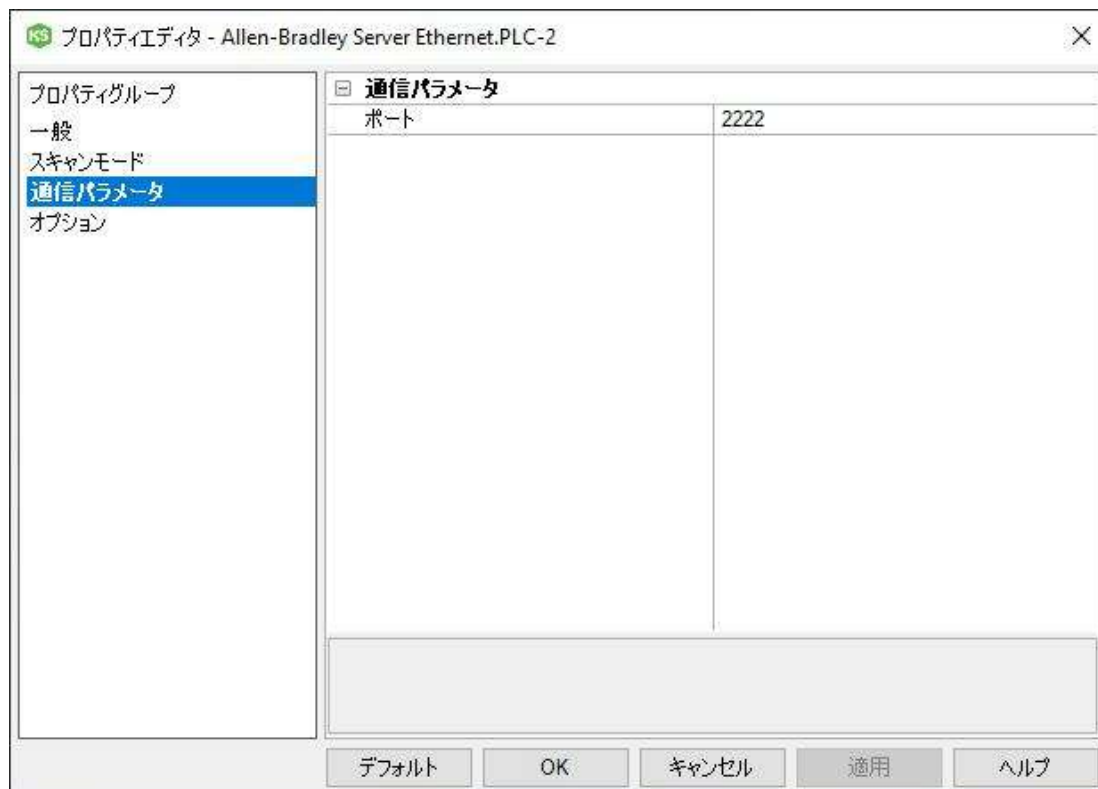 KS プロパティエディタ - Allen-Bradley Server Ethernet.PLC-2
プロパティグループ
一般
スキャンモード
通信パラメータ
オプション
通信パラメータ
ポート 2222
デフォルト OK キャンセル 適用 ヘルプ